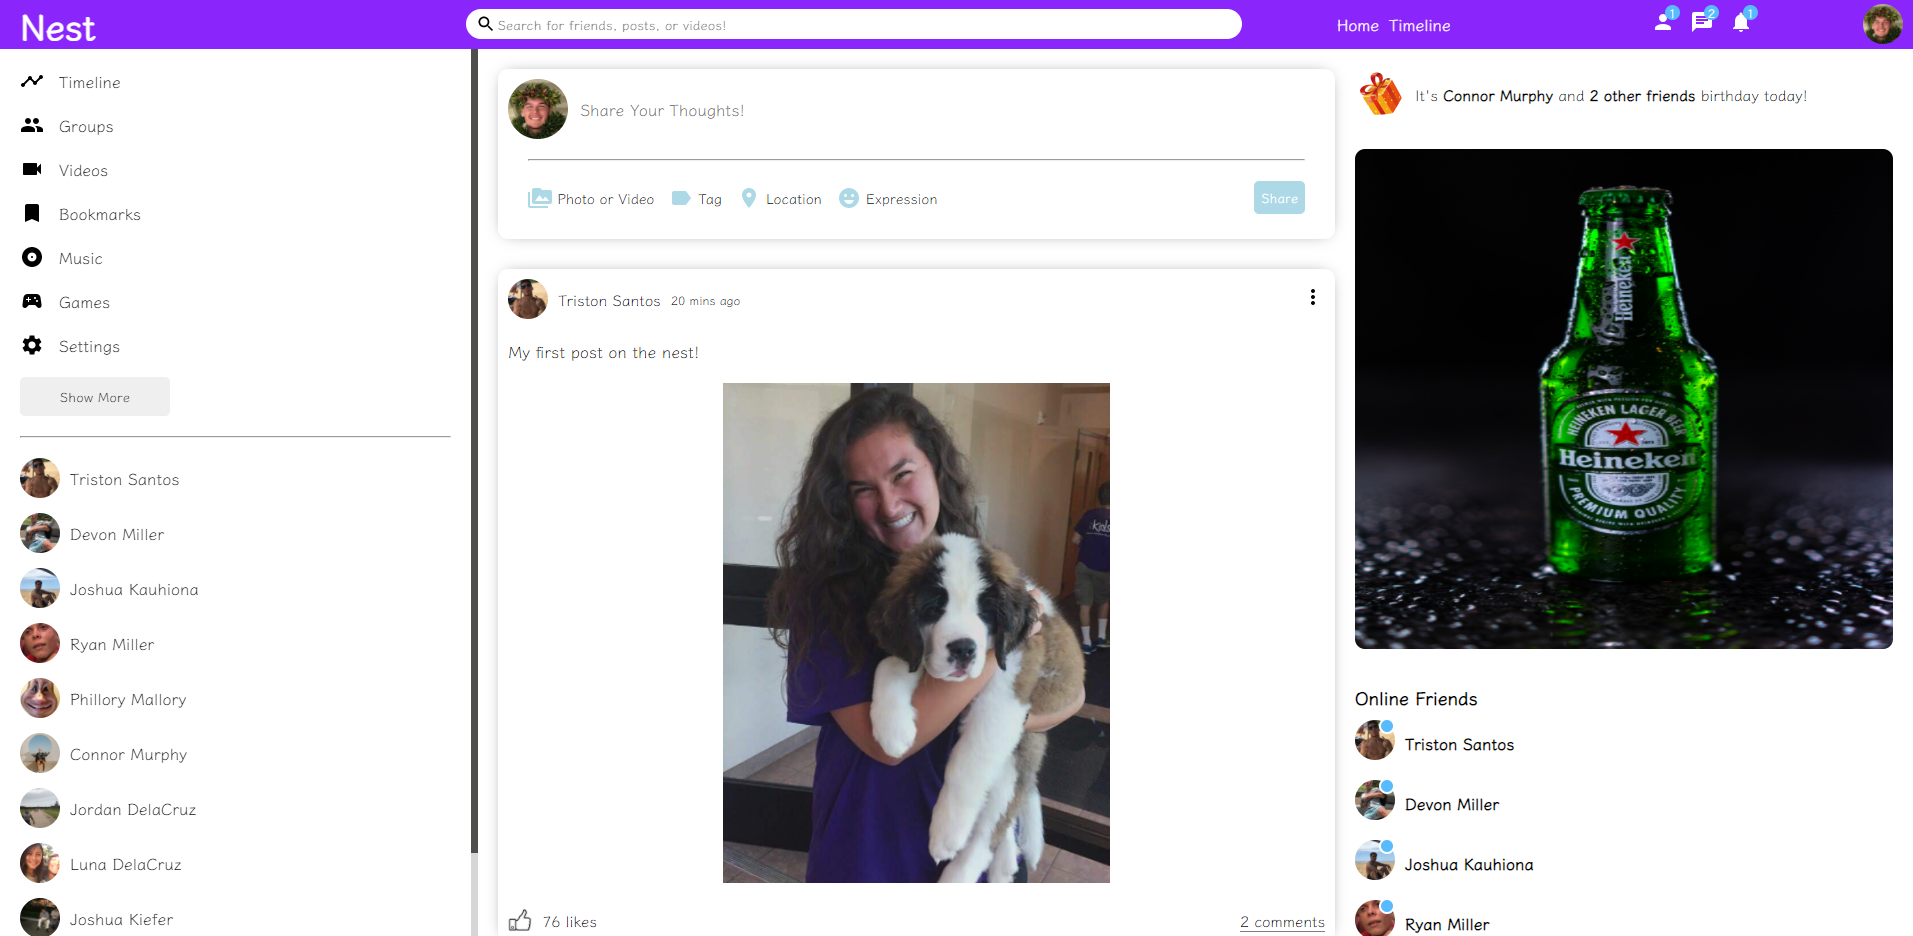 Nest
Search for friends, posts, or videos!
Home Timeline
1
2
1
Timeline
Groups
Videos
Bookmarks
Music
Games
Settings
Show More
Triston Santos
Devon Miller
Joshua Kauhiona
Ryan Miller
Phillory Mallory
Connor Murphy
Jordan DelaCruz
Luna DelaCruz
Joshua Kiefer
Share Your Thoughts!
Photo or Video
Tag
Location
Expression
Share
Triston Santos 20 mins ago
My first post on the nest!
Kids
76 likes
2 comments
It's Connor Murphy and 2 other friends birthday today!
Heineken
HEINEKEN LAGER BEER
Heineken
PREMIUM QUALITY
Online Friends
Triston Santos
Devon Miller
Joshua Kauhiona
Ryan Miller